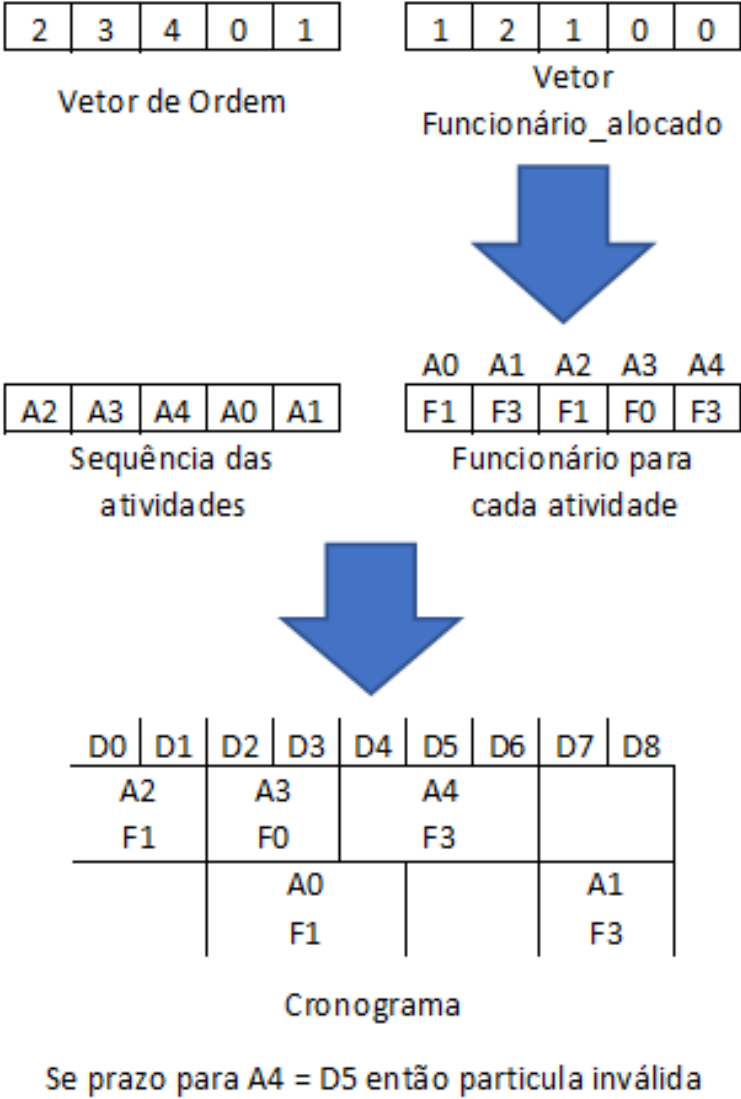 2 3 4 0 1 1 2 1 0 0
Vetor de Ordem
Vetor
Funcionário_alocado
A0 A1 A2 A3 A4
A2 A3 A4 A0 A1 F1 F3 F1 F0 F3
Sequência das
atividades
Funcionário para
cada atividade
D0 D1 D2 D3 D4 D5 D6 D7 D8
A2 A3 A4
F1 F0 F3
A0 A1
F1 F3
Cronograma
Se prazo para A4 = D5 então particula inválida